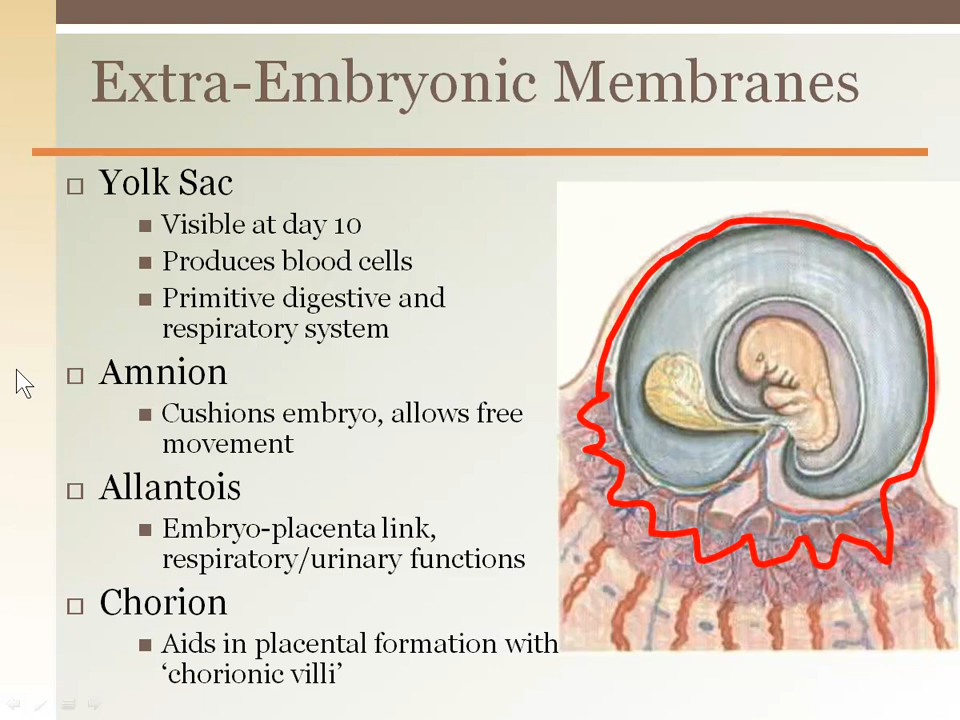 Extra-Embryonic Membranes
Yolk Sac
Visible at day 10
Produces blood cells
Primitive digestive and
respiratory system
Amnion
Cushions embryo, allows free
movement
Allantois
Embryo-placenta link,
respiratory/urinary functions
Chorion
Aids in placental formation with
‘chorionic villi’